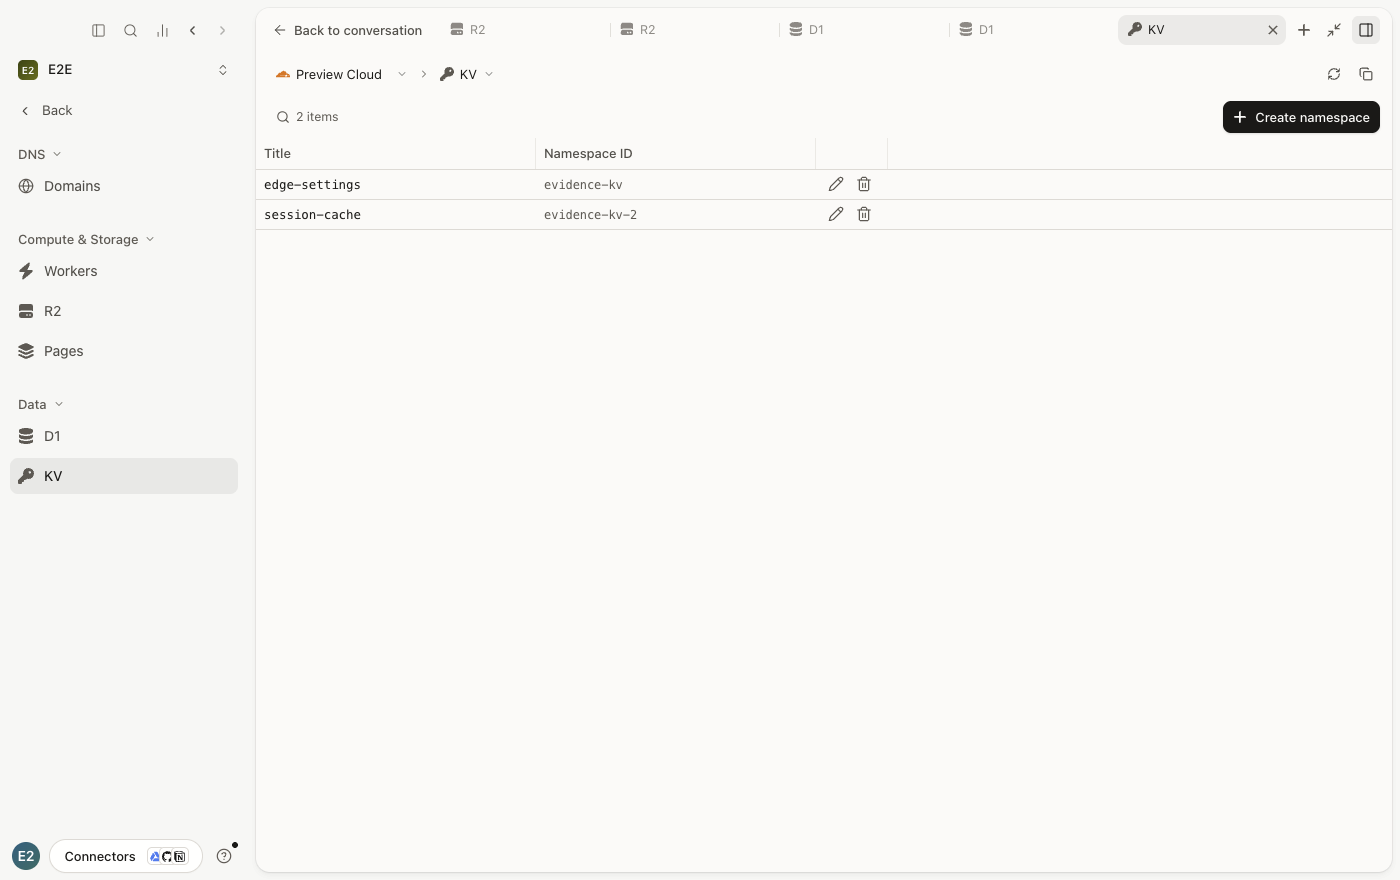 Back to conversation
R2
R2
D1
D1
KV
E2
E2E
Preview Cloud
KV
Back
2 items
Create namespace
DNS
Title
Namespace ID
Domains
edge-settings
evidence-kv
session-cache
evidence-kv-2
Compute & Storage
Workers
R2
Pages
Data
D1
KV
E2
Connectors